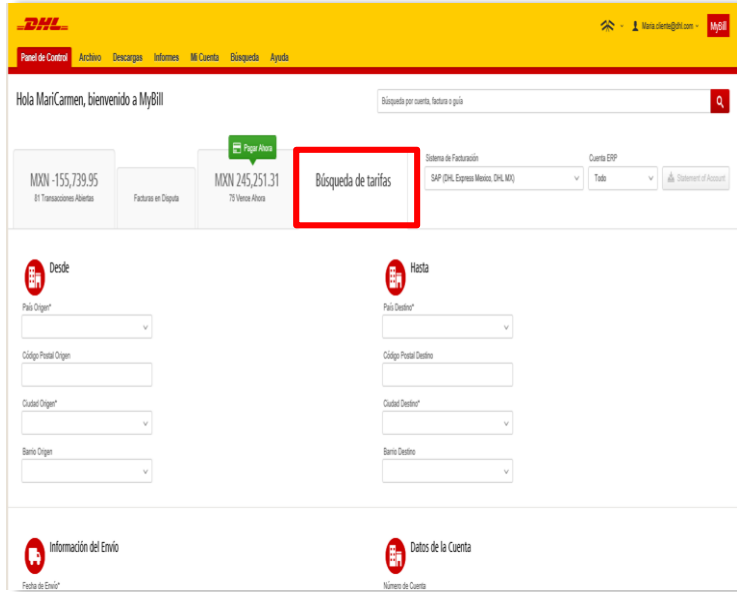 DHL
Maria.cliente@dhl.com
MyBill
Panel de Control Archivo Descargas Informes Mi Cuenta Búsqueda Ayuda
Hola MariCarmen, bienvenido a MyBill
Búsqueda por cuenta, factura o guía
Pagar Ahora
Sistema de Facturación Cuenta ERP
MXN -155,739.95 MXN 245,251.31 Búsqueda de tarifas SAP (DHL Express Mexico, DHL MX) Todo Statement of Account
81 Transacciones Abiertas Facturas en Disputa 75 Vence Ahora
Desde Hasta
País Origen* País Destino*
Código Postal Origen Código Postal Destino
Ciudad Origen* Ciudad Destino*
Barrio Origen Barrio Destino
Información del Envío Datos de la Cuenta
Fecha de Envío* Número de Cuenta